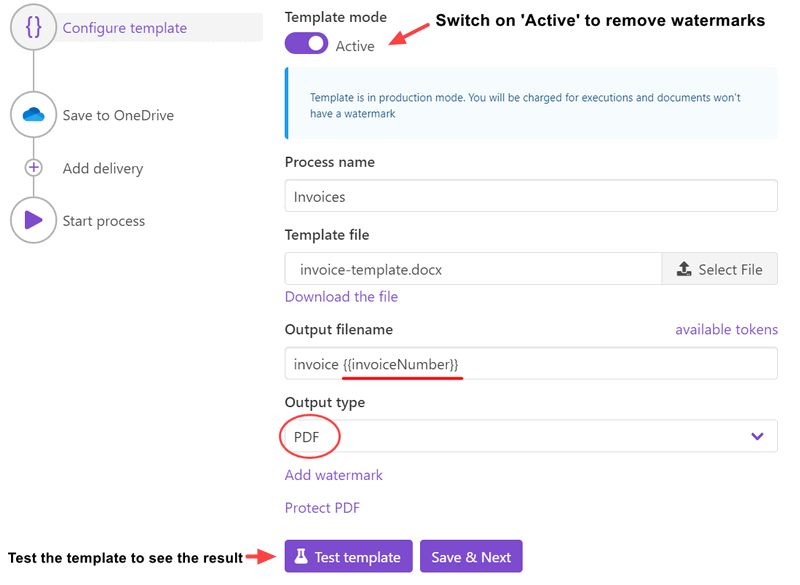 {} Configure template
Save to OneDrive
+ Add delivery
Start process
Template mode
Active
Switch on 'Active' to remove watermarks
Template is in production mode. You will be charged for executions and documents won't
have a watermark
Process name
Invoices
Template file
invoice-template.docx Select File
Download the file
Output filename available tokens
invoice {{invoiceNumber}}
Output type
PDF
Add watermark
Protect PDF
Test the template to see the result Test template Save & Next